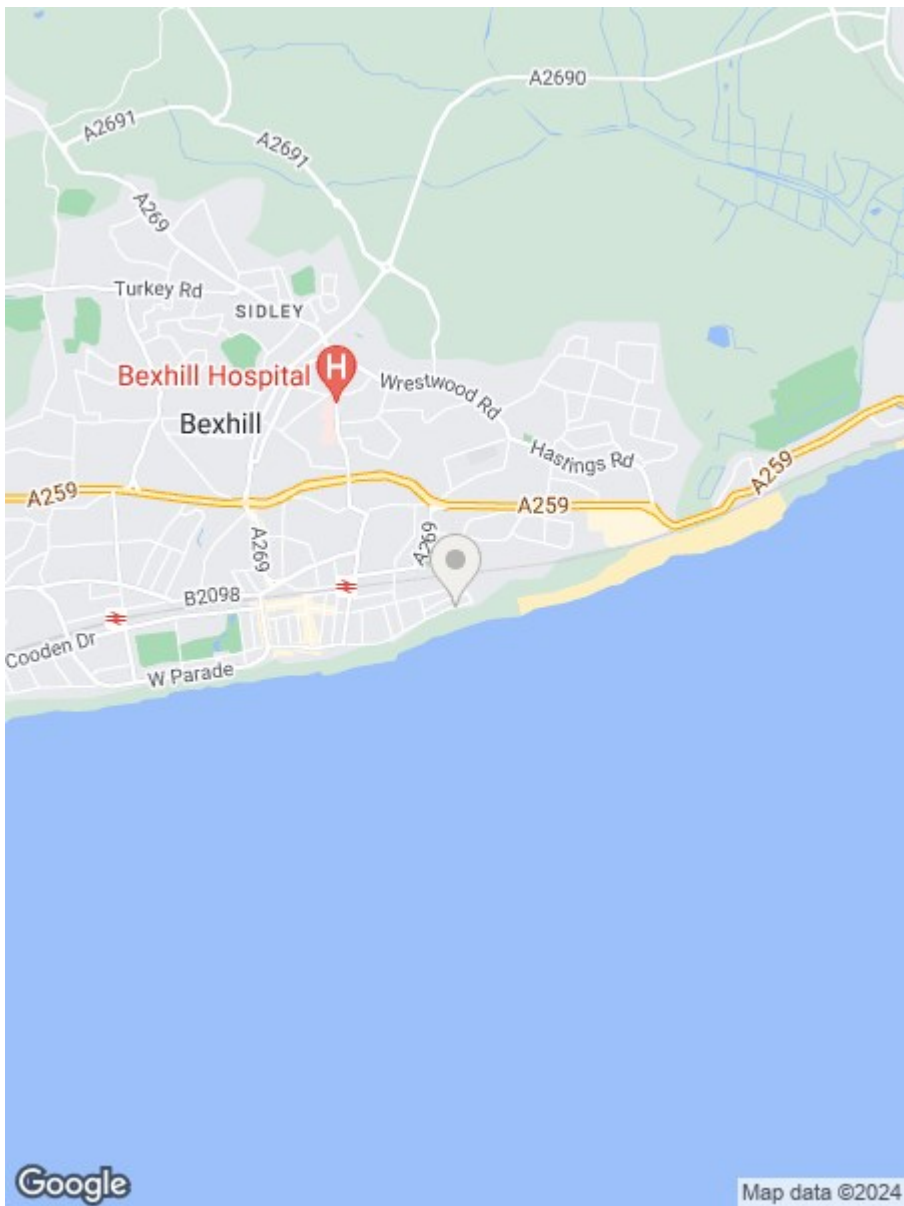 A2690
A2691
A2691
A269
Turkey Rd
SIDLEY
H
Bexhill Hospital
Wrestwood Rd
Bexhill
Hastings Rd
A259
A259
A259
A269
A269
B2098
Cooden Dr
W Parade
Google
Map data ©2024